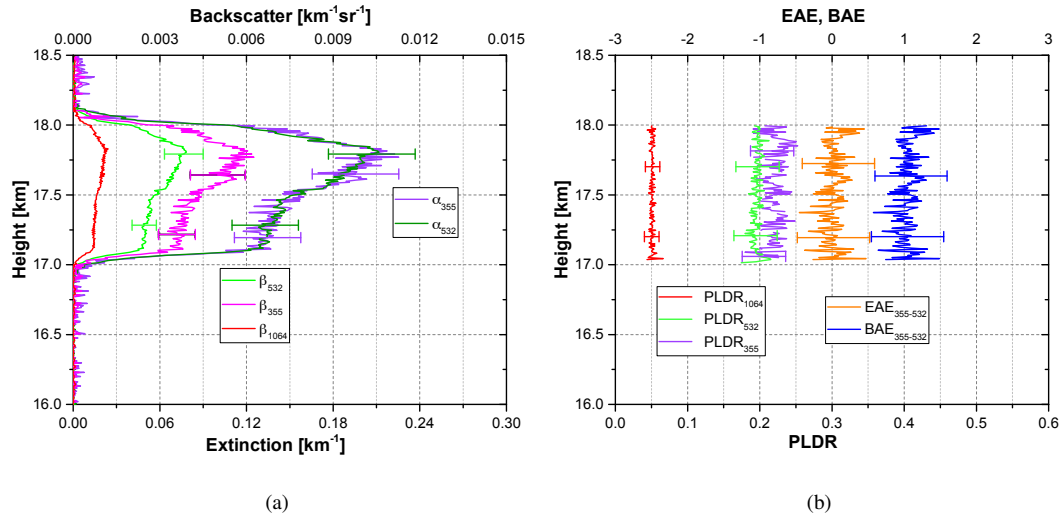 Backscatter [km⁻¹sr⁻¹]
0.000 0.003 0.006 0.009 0.012 0.015
18.5
18.0
17.5
17.0
16.5
16.0
Height [km]
α355
α532
β532
β355
β1064
0.00 0.06 0.12 0.18 0.24 0.30
Extinction [km⁻¹]
(a)
EAE, BAE
-3 -2 -1 0 1 2 3
18.5
18.0
17.5
17.0
16.5
16.0
Height [km]
PLDR1064
PLDR532
PLDR355
EAE355-532
BAE355-532
0.0 0.1 0.2 0.3 0.4 0.5 0.6
PLDR
(b)